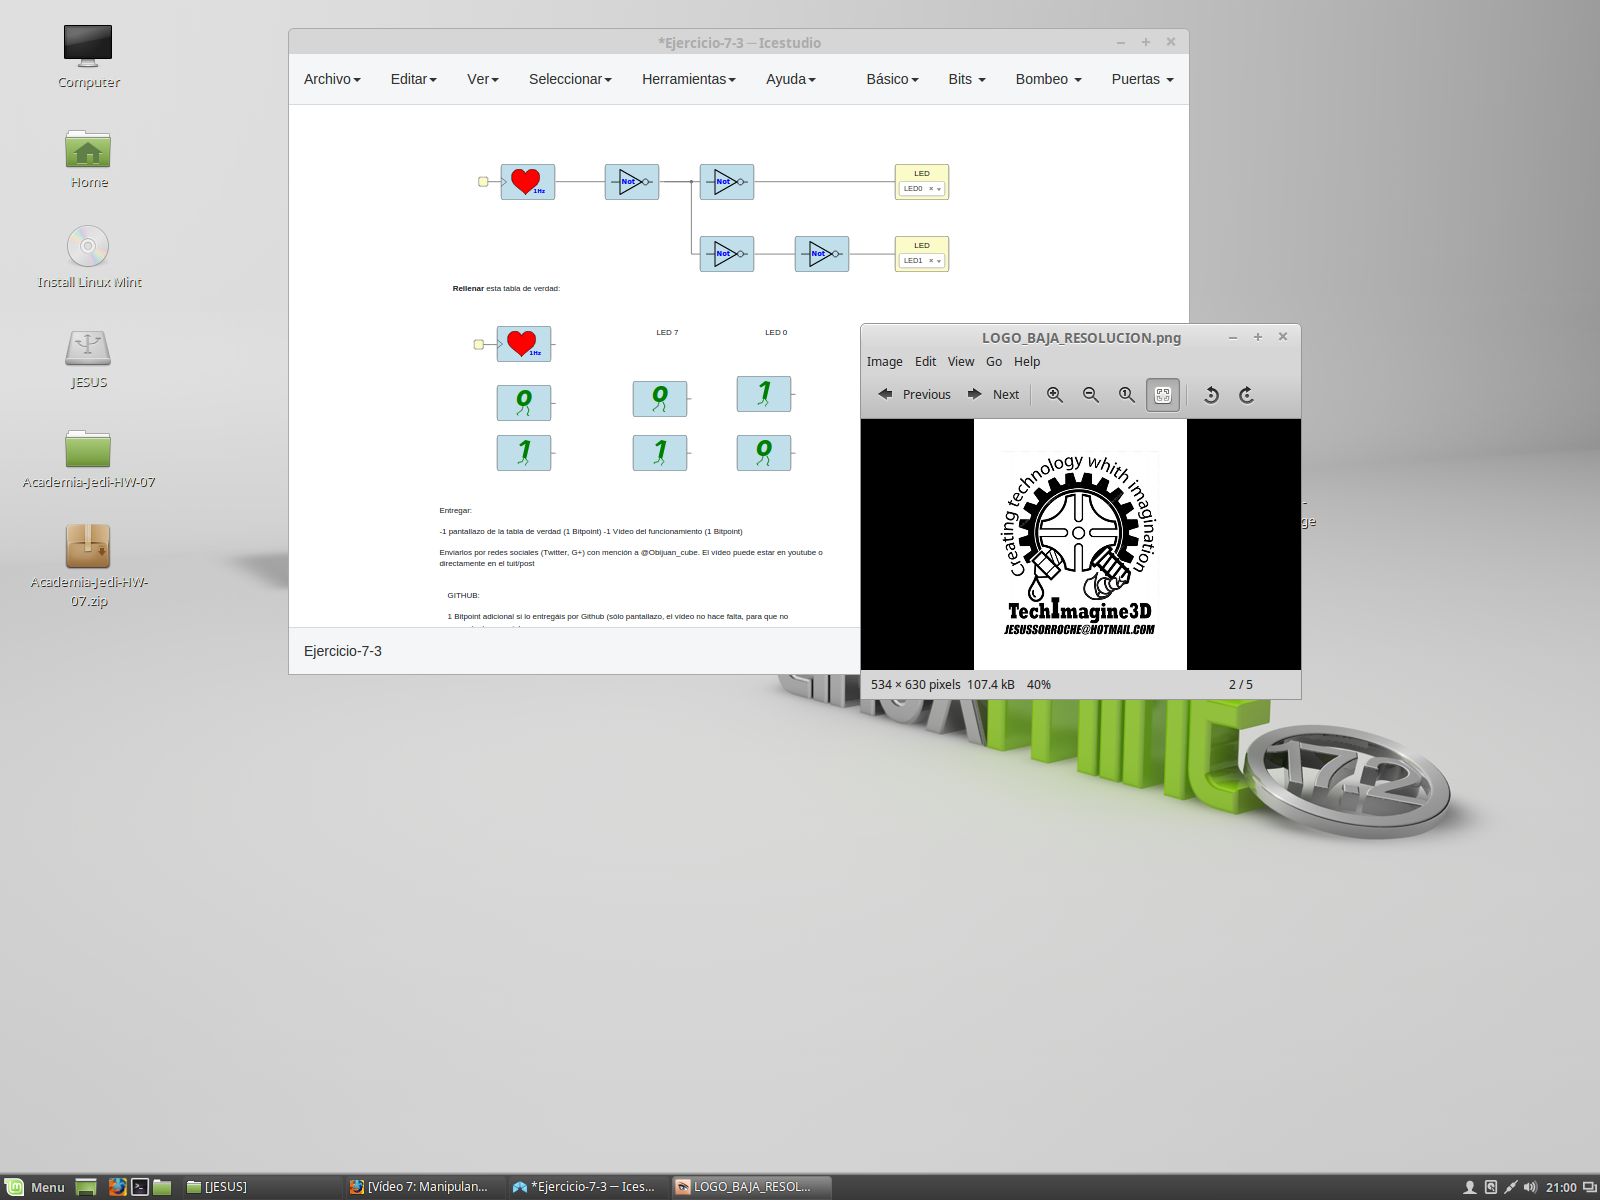 Computer
Home
Install Linux Mint
JESUS
Academia-Jedi-HW-07
Academia-Jedi-HW-
07.zip
*Ejercicio-7-3 — Icestudio
Archivo Editar Ver Seleccionar Herramientas Ayuda Básico Bits Bombeo Puertas
1Hz Not Not LED
LED0
Not Not LED
LED1
Rellenar esta tabla de verdad:
LED 7 LED 0
1Hz
0 0 1
1 1 0
Entregar:
-1 pantallazo de la tabla de verdad (1 Bitpoint) -1 Vídeo del funcionamiento (1 Bitpoint)
Enviarlos por redes sociales (Twitter, G+) con mención a @Obijuan_cube. El vídeo puede estar en youtube o
directamente en el tuit/post
GITHUB:
1 Bitpoint adicional si lo entregáis por Github (sólo pantallazo, el vídeo no hace falta, para que no
Ejercicio-7-3
LOGO_BAJA_RESOLUCION.png
Image Edit View Go Help
Previous Next
Creating technology whith imagination
TechImagine3D
JESUSSORROCHE@HOTMAIL.COM
534 × 630 pixels 107.4 kB 40% 2 / 5
ge
17.2
Menu [JESUS] [Vídeo 7: Manipulan... *Ejercicio-7-3 — Ices... LOGO_BAJA_RESOL... 21:00